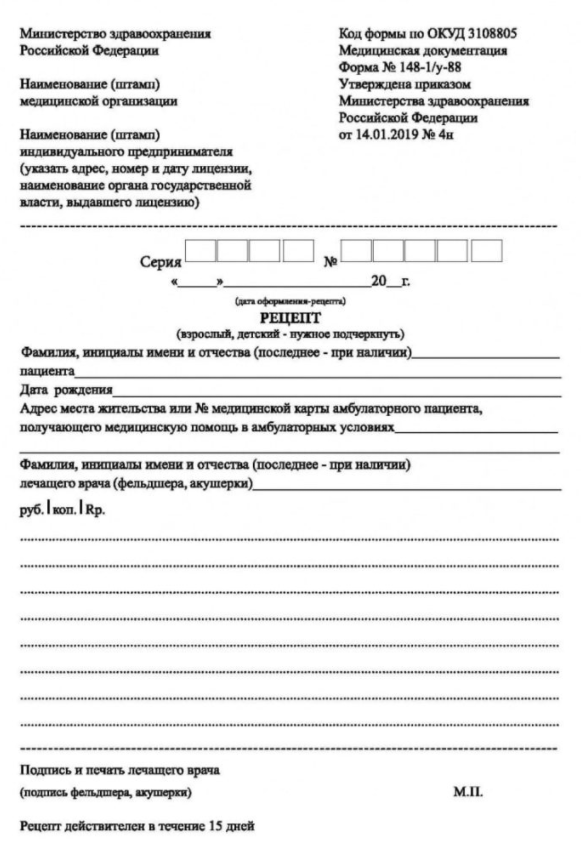 Министерство здравоохранения
Российской Федерации
Код формы по ОКУД 3108805
Медицинская документация
Форма № 148-1/у-88
Наименование (штамп)
медицинской организации
Утверждена приказом
Министерства здравоохранения
Российской Федерации
от 14.01.2019 № 4н
Наименование (штамп)
индивидуального предпринимателя
(указать адрес, номер и дату лицензии,
наименование органа государственной
власти, выдавшего лицензию)
Серия № 
«______»______________________20__г.
(дата оформления-рецепта)
РЕЦЕПТ
(взрослый, детский - нужное подчеркнуть)
Фамилия, инициалы имени и отчества (последнее - при наличии)
пациента
Дата рождения
Адрес места жительства или № медицинской карты амбулаторного пациента,
получающего медицинскую помощь в амбулаторных условиях
Фамилия, инициалы имени и отчества (последнее - при наличии)
лечащего врача (фельдшера, акушерки)
руб.|коп.|Rp.
Подпись и печать лечащего врача
(подпись фельдшера, акушерки) М.П.
Рецепт действителен в течение 15 дней